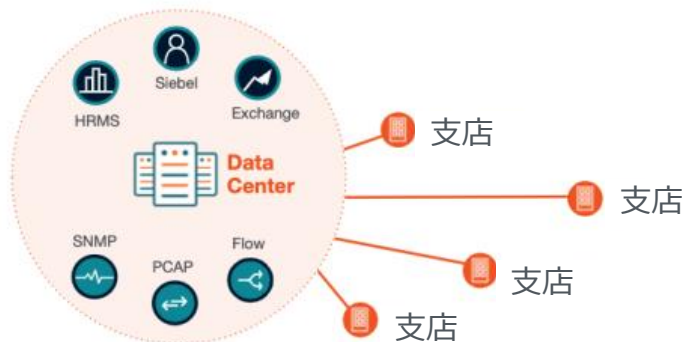 Siebel
HRMS
Exchange
Data
Center
SNMP
PCAP
Flow
支店
支店
支店
支店